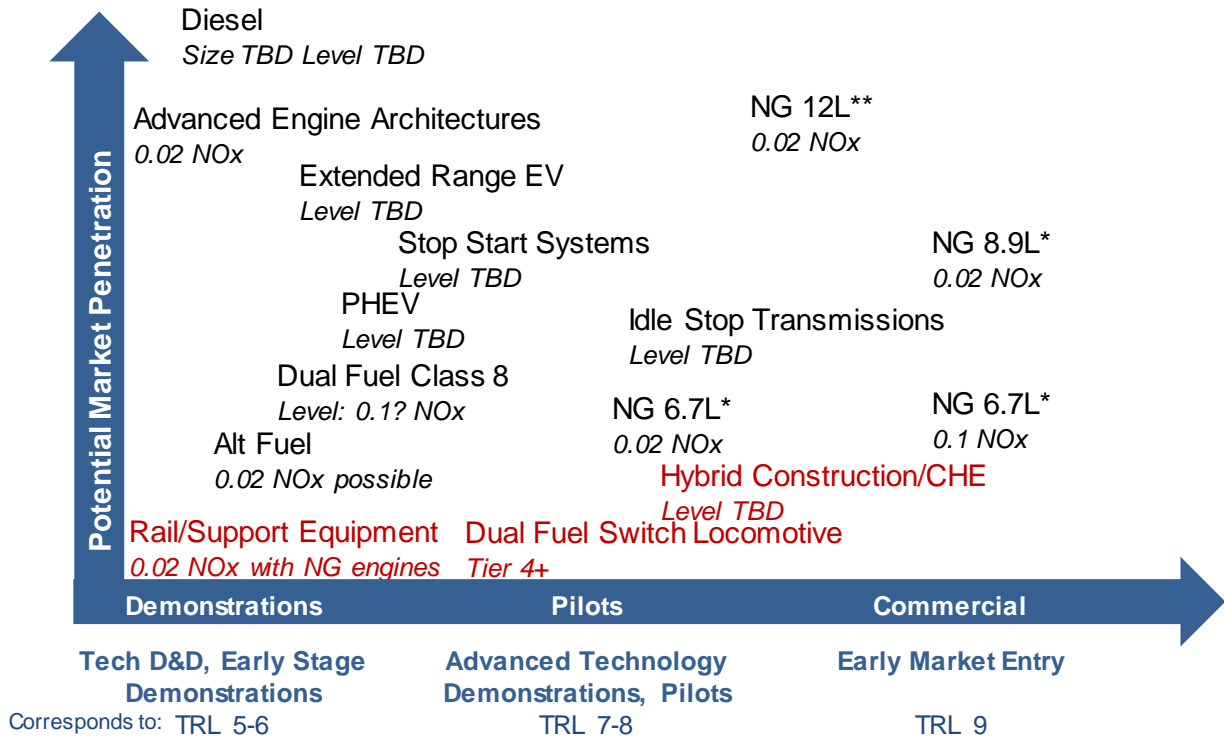 Diesel
Size TBD Level TBD
Advanced Engine Architectures
0.02 NOx
NG 12L**
0.02 NOx
Extended Range EV
Level TBD
Stop Start Systems
Level TBD
NG 8.9L*
0.02 NOx
PHEV
Level TBD
Idle Stop Transmissions
Level TBD
Dual Fuel Class 8
Level: 0.1? NOx
NG 6.7L*
0.02 NOx
NG 6.7L*
0.1 NOx
Alt Fuel
0.02 NOx possible
Hybrid Construction/CHE
Level TBD
Rail/Support Equipment
0.02 NOx with NG engines
Dual Fuel Switch Locomotive
Tier 4+
Potential Market Penetration
Demonstrations Pilots Commercial
Tech D&D, Early Stage
Demonstrations
Advanced Technology
Demonstrations, Pilots
Early Market Entry
Corresponds to: TRL 5-6 TRL 7-8 TRL 9